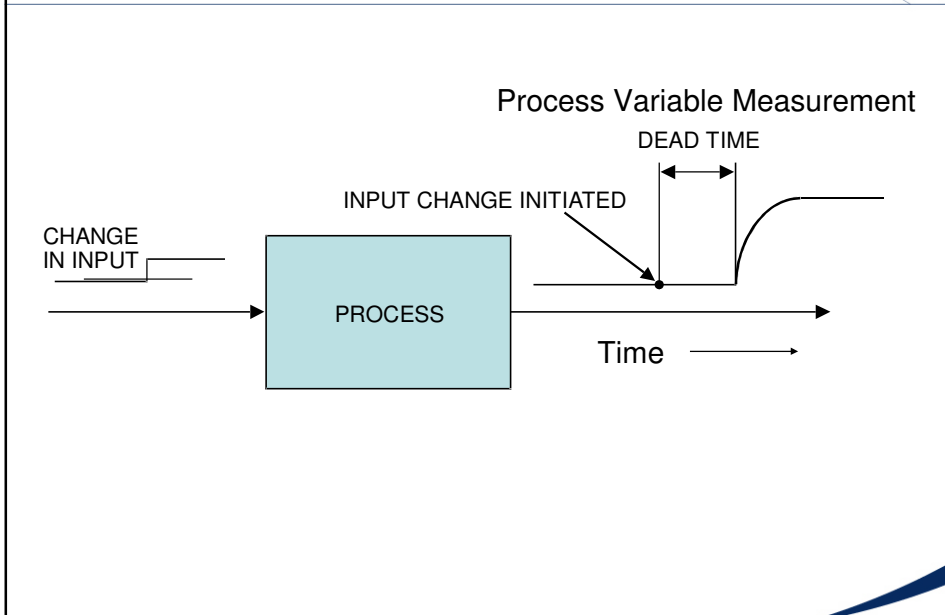 Process Variable Measurement
DEAD TIME
INPUT CHANGE INITIATED
CHANGE
IN INPUT
PROCESS
Time